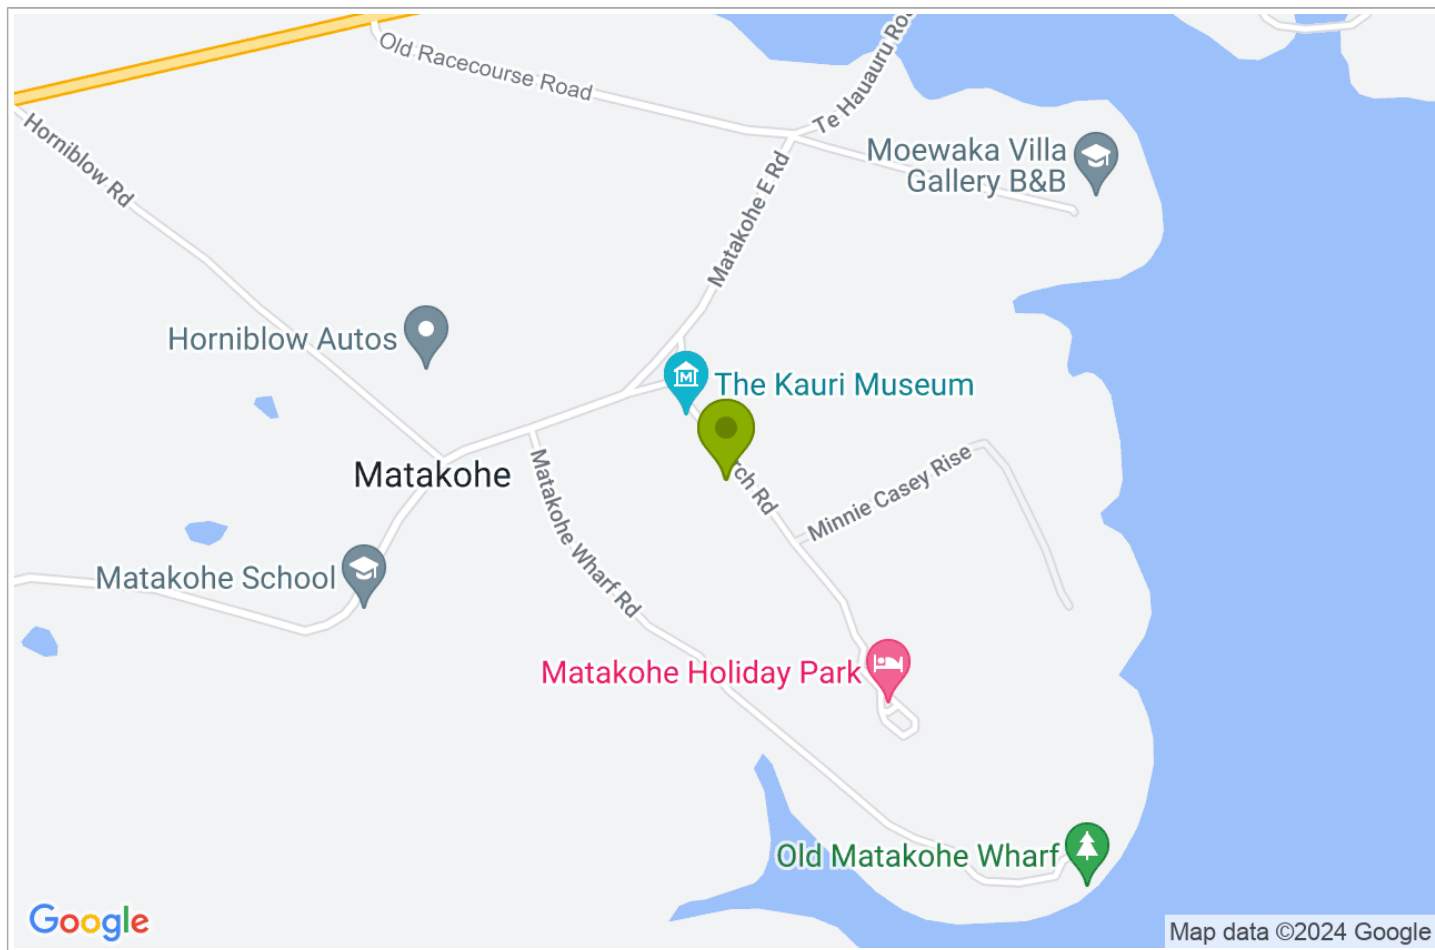 Old Racecourse Road
Te Hauauru
Horniblow Rd
Moewaka Villa
Gallery B&B
Matakohe E Rd
Horniblow Autos
The Kauri Museum
Matakohe
Rd
Minnie Casey Rise
Matakohe Wharf Rd
Matakohe School
Matakohe Holiday Park
Old Matakohe Wharf
Google
Map data ©2024 Google